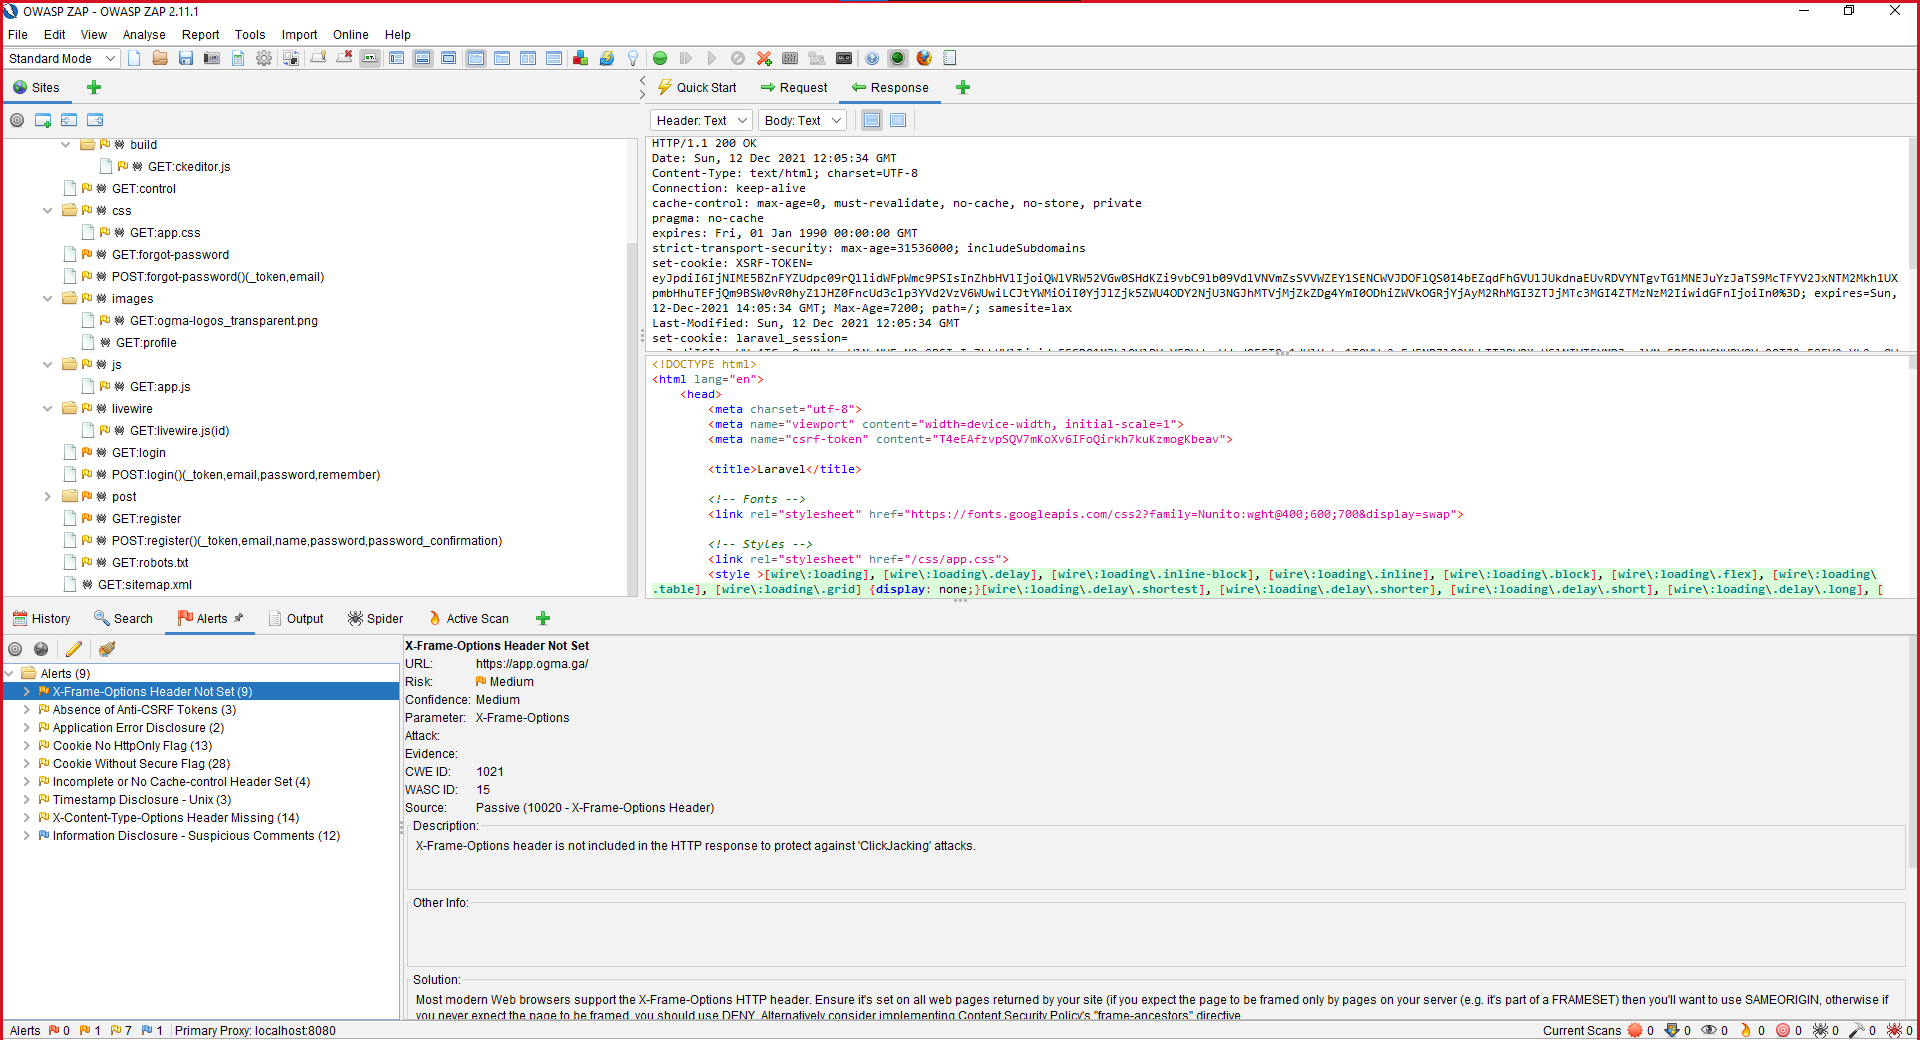 OWASP ZAP - OWASP ZAP 2.11.1
File Edit View Analyse Report Tools Import Online Help
Standard Mode
Sites
Quick Start Request Response
Header: Text Body: Text
build
GET:ckeditor.js
GET:control
css
GET:app.css
GET:forgot-password
POST:forgot-password()(_token,email)
images
GET:ogma-logos_transparent.png
GET:profile
js
GET:app.js
livewire
GET:livewire.js(id)
GET:login
POST:login()(_token,email,password,remember)
post
GET:register
POST:register()(_token,email,name,password,password_confirmation)
GET:robots.txt
GET:sitemap.xml
HTTP/1.1 200 OK
Date: Sun, 12 Dec 2021 12:05:34 GMT
Content-Type: text/html; charset=UTF-8
Connection: keep-alive
cache-control: max-age=0, must-revalidate, no-cache, no-store, private
pragma: no-cache
expires: Fri, 01 Jan 1990 00:00:00 GMT
strict-transport-security: max-age=31536000; includeSubdomains
set-cookie: XSRF-TOKEN=
expires=Sun,
12-Dec-2021 14:05:34 GMT; Max-Age=7200; path=/; samesite=lax
Last-Modified: Sun, 12 Dec 2021 12:05:34 GMT
set-cookie: laravel_session=
<!DOCTYPE html>
<html lang="en">
<head>
<meta charset="utf-8">
<meta name="viewport" content="width=device-width, initial-scale=1">
<meta name="csrf-token" content="T4eEAfzvpSQV7mKoXv6IFoQirkh7kuKzmogKbeav">
<title>Laravel</title>
<!-- Fonts -->
<link rel="stylesheet" href="https://fonts.googleapis.com/css2?family=Nunito:wght@400;600;700&display=swap">
<!-- Styles -->
<link rel="stylesheet" href="/css/app.css">
<style >[wire\:loading], [wire\:loading\.delay], [wire\:loading\.inline-block], [wire\:loading\.inline], [wire\:loading\.block], [wire\:loading\.flex], [wire\:loading\
.table], [wire\:loading\.grid] {display: none;}[wire\:loading\.delay\.shortest], [wire\:loading\.delay\.shorter], [wire\:loading\.delay\.short], [wire\:loading\.delay\.long], [
History Search Alerts Output Spider Active Scan
Alerts (9)
X-Frame-Options Header Not Set (9)
Absence of Anti-CSRF Tokens (3)
Application Error Disclosure (2)
Cookie No HttpOnly Flag (13)
Cookie Without Secure Flag (28)
Incomplete or No Cache-control Header Set (4)
Timestamp Disclosure - Unix (3)
X-Content-Type-Options Header Missing (14)
Information Disclosure - Suspicious Comments (12)
X-Frame-Options Header Not Set
URL: https://app.ogma.ga/
Risk: Medium
Confidence: Medium
Parameter: X-Frame-Options
Attack:
Evidence:
CWE ID: 1021
WASC ID: 15
Source: Passive (10020 - X-Frame-Options Header)
Description:
X-Frame-Options header is not included in the HTTP response to protect against 'ClickJacking' attacks.
Other Info:
Solution:
Most modern Web browsers support the X-Frame-Options HTTP header. Ensure it's set on all web pages returned by your site (if you expect the page to be framed only by pages on your server (e.g. it's part of a FRAMESET) then you'll want to use SAMEORIGIN, otherwise if
you never expect the page to be framed, you should use DENY. Alternatively consider implementing Content Security Policy's "frame-ancestors" directive.
Alerts 0 1 7 1 Primary Proxy: localhost:8080
Current Scans 0 0 0 0 0 0 0 0